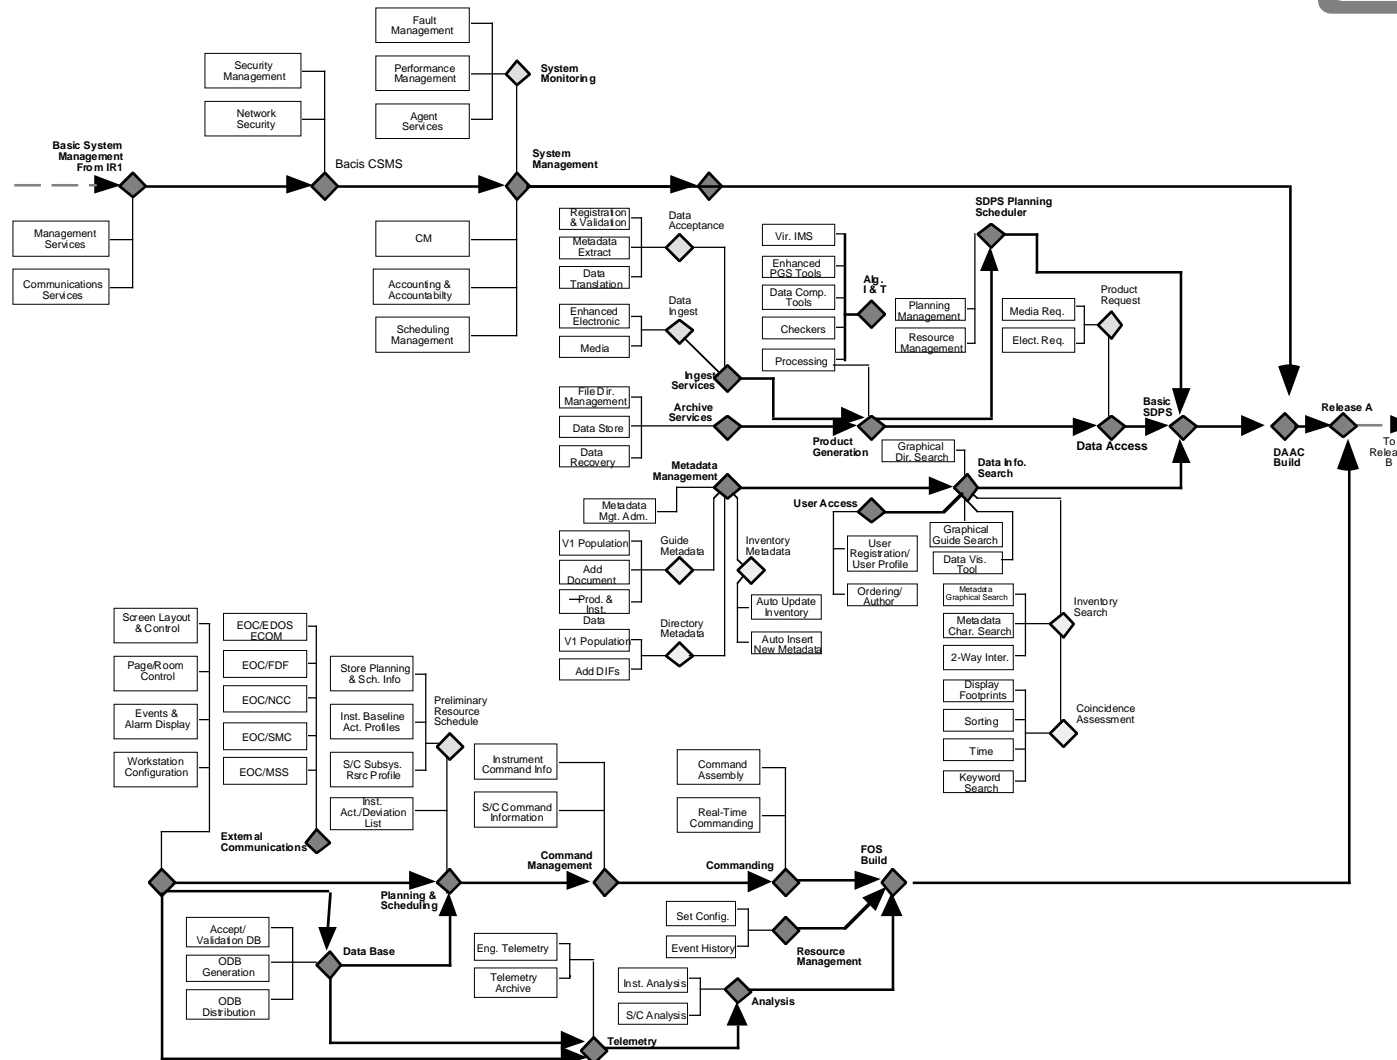 Fault
Management
Performance
Management
Agent
Services
System
Monitoring
Security
Management
Network
Security
Basic System
Management
From IR1
Bacis CSMS
System
Management
Management
Services
Communications
Services
CM
Accounting &
Accountabilty
Scheduling
Management
Registration
& Validation
Metadata
Extract
Data
Translation
Data
Acceptance
Enhanced
Electronic
Media
Data
Ingest
Ingest
Services
Vir. IMS
Enhanced
PGS Tools
Data Comp.
Tools
Checkers
Processing
Alg.
I & T
SDPS Planning
Scheduler
Planning
Management
Resource
Management
Media Req.
Elect. Req.
Product
Request
File Dir.
Management
Data Store
Data
Recovery
Archive
Services
Product
Generation
Data Access
Basic
SDPS
DAAC
Build
Release A
To
Relea
B
Graphical
Dir. Search
Data Info.
Search
Metadata
Management
Metadata
Mgt. Adm.
User Access
V1 Population
Add
Document
Prod. &
Inst.
Data
Guide
Metadata
Inventory
Metadata
User
Registration/
User Profile
Ordering/
Author
Graphical
Guide Search
Data Vis.
Tool
Auto Update
Inventory
Auto Insert
New Metadata
V1 Population
Add DIFs
Directory
Metadata
Metadata
Graphical Search
Metadata
Char. Search
2-Way Inter.
Inventory
Search
Display
Footprints
Sorting
Time
Keyword
Search
Coincidence
Assessment
Screen Layout
& Control
Page/Room
Control
Events &
Alarm Display
Workstation
Configuration
EOC/EDOS
ECOM
EOC/FDF
EOC/NCC
EOC/SMC
EOC/MSS
External
Communications
Store Planning
& Sch. Info
Inst. Baseline
Act. Profiles
S/C Subsys.
Rsrc Profile
Inst.
Act./Deviation
List
Preliminary
Resource
Schedule
Instrument
Command Info
S/C Command
Information
Command
Assembly
Real-Time
Commanding
Planning &
Scheduling
Command
Management
Commanding
FOS
Build
Accept/
Validation DB
ODB
Generation
ODB
Distribution
Data Base
Eng. Telemetry
Telemetry
Archive
Set Config.
Event History
Resource
Management
Inst. Analysis
S/C Analysis
Analysis
Telemetry